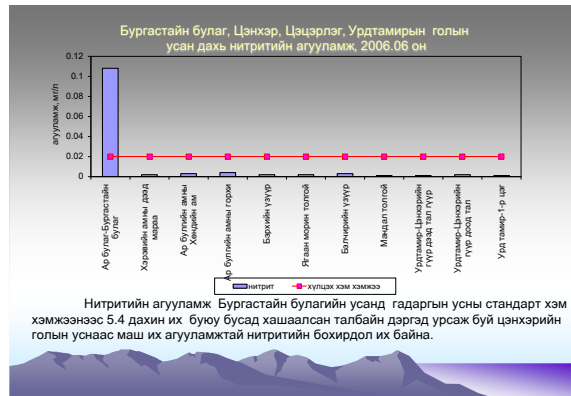 Бургастайн булаг, Цэнхэр, Цэцэрлэг, Урдтамирын голын
усан дахь нитритийн агууламж, 2006.06 он
агууламж, мг/л
0.12
0.1
0.08
0.06
0.04
0.02
0
Ар булаг-Бургастайн
булаг
Хэрэвийн амны дээд
мараа
Ар булгийн амны
Хөндийн ам
Ар булгийн амны горхи
Бэрхийн үзүүр
Ягаан морин толгой
Бэлчирийн үзүүр
Мандал толгой
Урдтамир-Цэнхэрийн
гүүр дээд тал гүүр
Урдтамир-Цэнхэрийн
гүүр доод тал
Урд тамир-1-р цэг
нитрит
хүлцэх хэм хэмжээ
Нитритийн агууламж Бургастайн булагийн усанд гадаргын усны стандарт хэм
хэмжээнээс 5.4 дахин их буюу бусад хашаалсан талбайн дэргэд урсаж буй цэнхэрийн
голын уснаас маш их агууламжтай нитритийн бохирдол их байна.